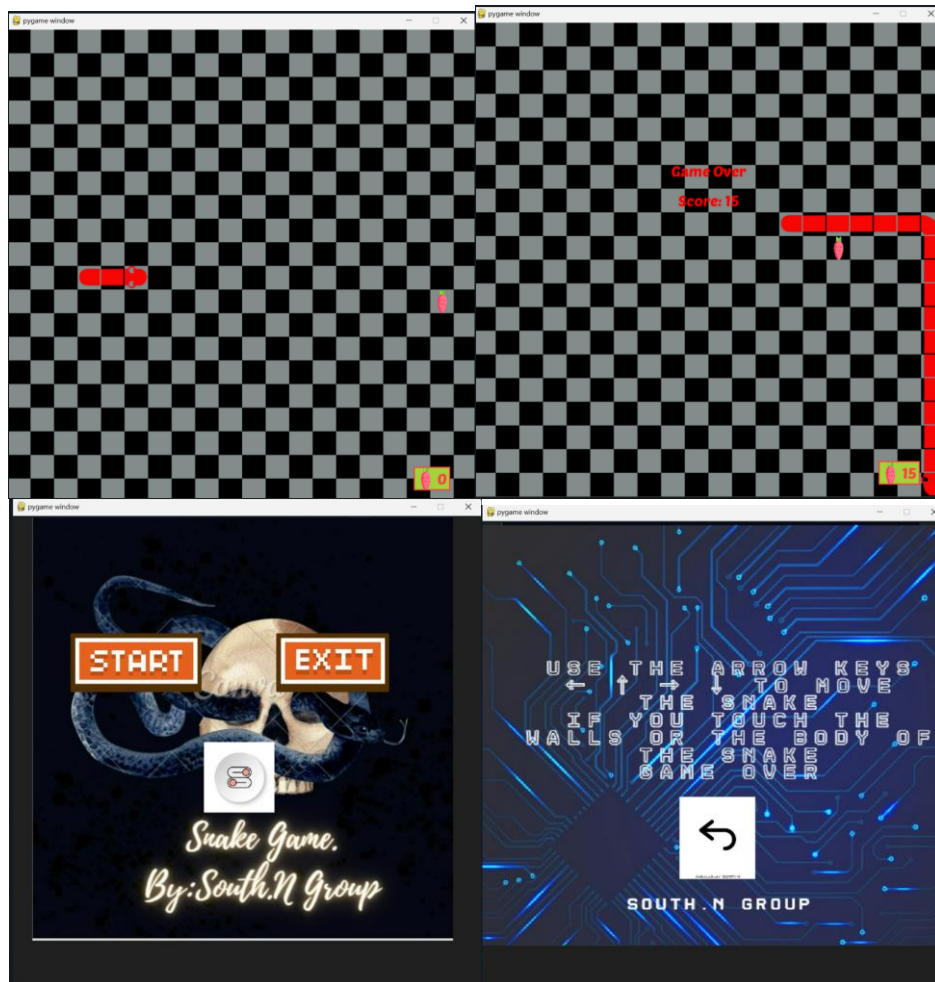 pygame window
0
pygame window
Game Over
Score: 15
15
pygame window
START
EXIT
Snake Game.
By:South.N Group
pygame window
USE THE ARROW KEYS
← ↑ → ↓ TO MOVE
THE SNAKE
IF YOU TOUCH THE
WALLS OR THE BODY OF
THE SNAKE
GAME OVER
SOUTH.N GROUP